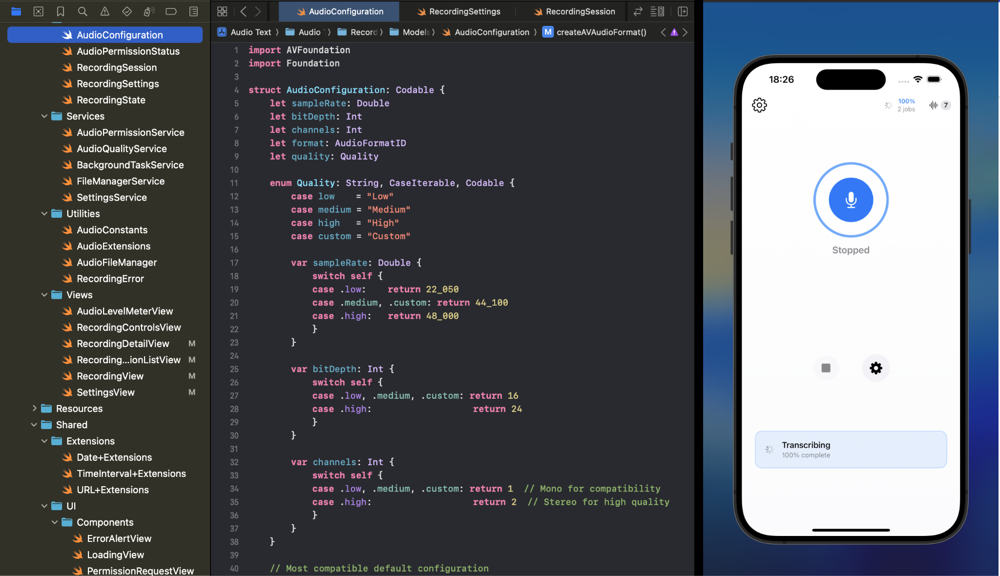 AudioConfiguration
AudioPermissionStatus
RecordingSession
RecordingSettings
RecordingState
Services
AudioPermissionService
AudioQualityService
BackgroundTaskService
FileManagerService
SettingsService
Utilities
AudioConstants
AudioExtensions
AudioFileManager
RecordingError
Views
AudioLevelMeterView
RecordingControlsView
RecordingDetailView M
Recording...ionListView M
RecordingView M
SettingsView M
Resources
Shared
Extensions
Date+Extensions
TimeInterval+Extensions
URL+Extensions
UI
Components
ErrorAlertView
LoadingView
PermissionRequestView
AudioConfiguration RecordingSettings RecordingSession
Audio Text 〉 Audio 〉 Record 〉 Models 〉 AudioConfiguration 〉 M createAVAudioFormat()
1 import AVFoundation
2 import Foundation
3
4 struct AudioConfiguration: Codable {
5     let sampleRate: Double
6     let bitDepth: Int
7     let channels: Int
8     let format: AudioFormatID
9     let quality: Quality
10
11     enum Quality: String, CaseIterable, Codable {
12         case low    = "Low"
13         case medium = "Medium"
14         case high   = "High"
15         case custom = "Custom"
16
17         var sampleRate: Double {
18             switch self {
19             case .low:    return 22_050
20             case .medium, .custom: return 44_100
21             case .high:   return 48_000
22             }
23         }
24
25         var bitDepth: Int {
26             switch self {
27             case .low, .medium, .custom: return 16
28             case .high:                   return 24
29             }
30         }
31
32         var channels: Int {
33             switch self {
34             case .low, .medium, .custom: return 1  // Mono for compatibility
35             case .high:                   return 2  // Stereo for high quality
36             }
37         }
38     }
39
40     // Most compatible default configuration
18:26
100%
2 jobs
7
Stopped
Transcribing
100% complete